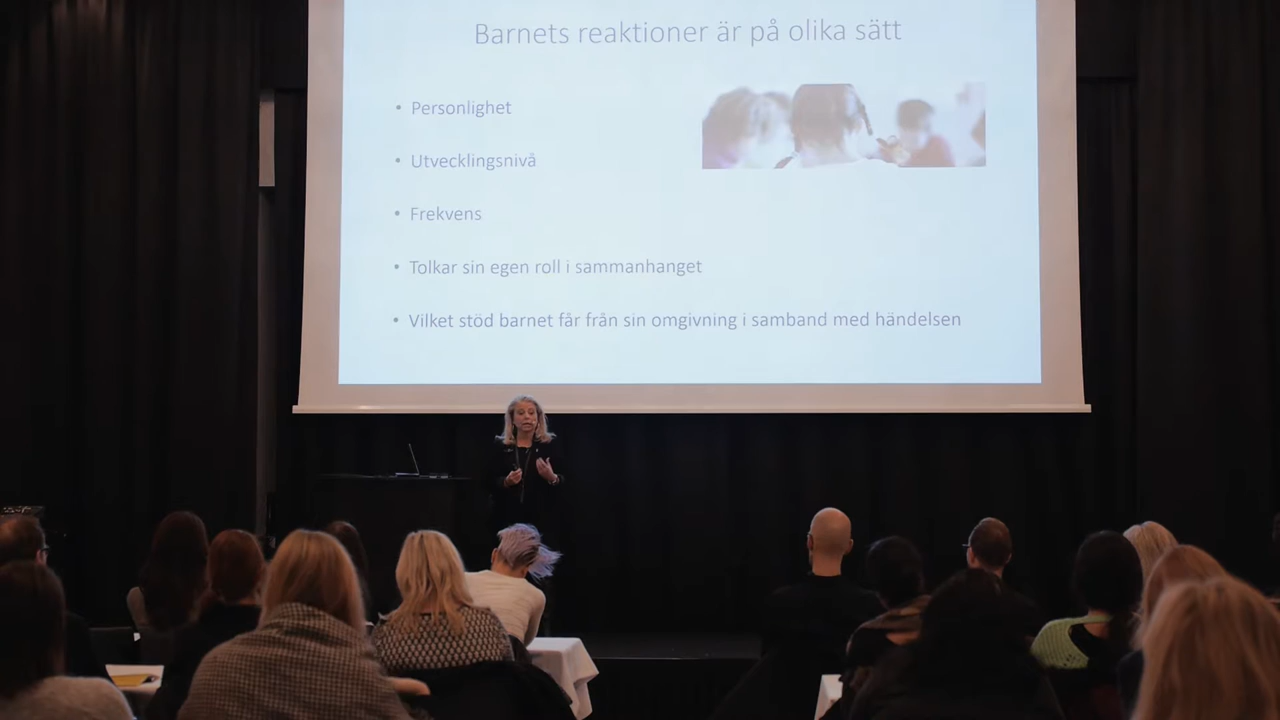 Barnets reaktioner är på olika sätt
• Personlighet
• Utvecklingsnivå
• Frekvens
• Tolkar sin egen roll i sammanhanget
• Vilket stöd barnet får från sin omgivning i samband med händelsen